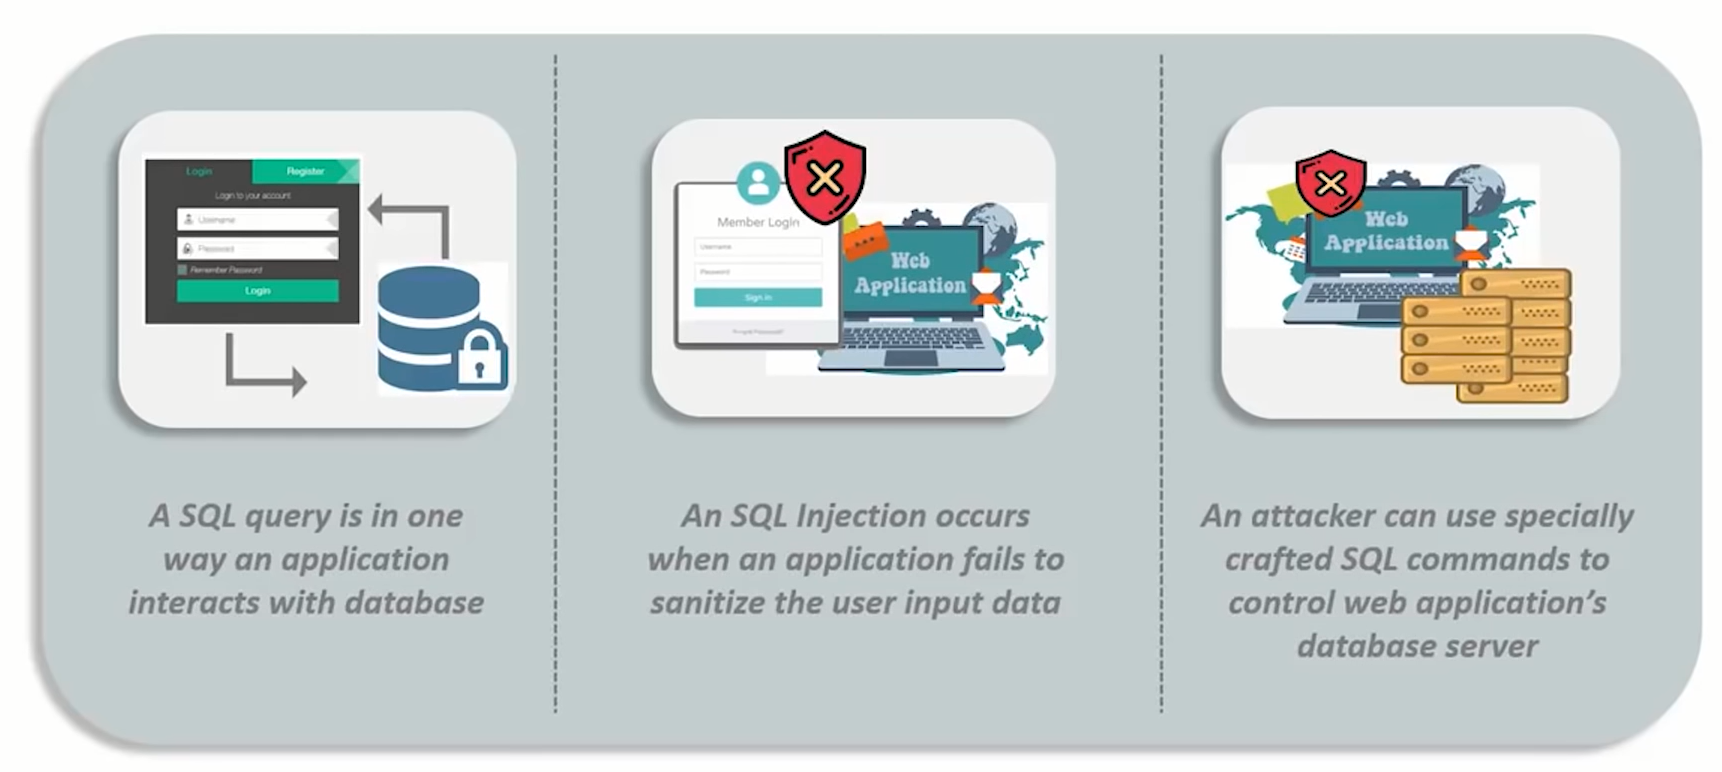 Login
Register
Login to your account
Username
Password
Remember Password
Login
Member Login
Username
Password
Sign in
Web
Application
Web
Application
A SQL query is in one
way an application
interacts with database
An SQL Injection occurs
when an application fails to
sanitize the user input data
An attacker can use specially
crafted SQL commands to
control web application's
database server